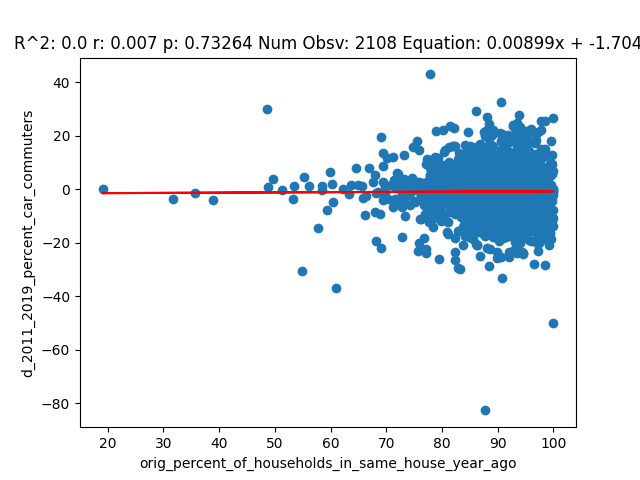 R^2: 0.0 r: 0.007 p: 0.73264 Num Obsv: 2108 Equation: 0.00899x + -1.704
40
20
0
−20
−40
−60
−80
d_2011_2019_percent_car_commuters
20 30 40 50 60 70 80 90 100
orig_percent_of_households_in_same_house_year_ago